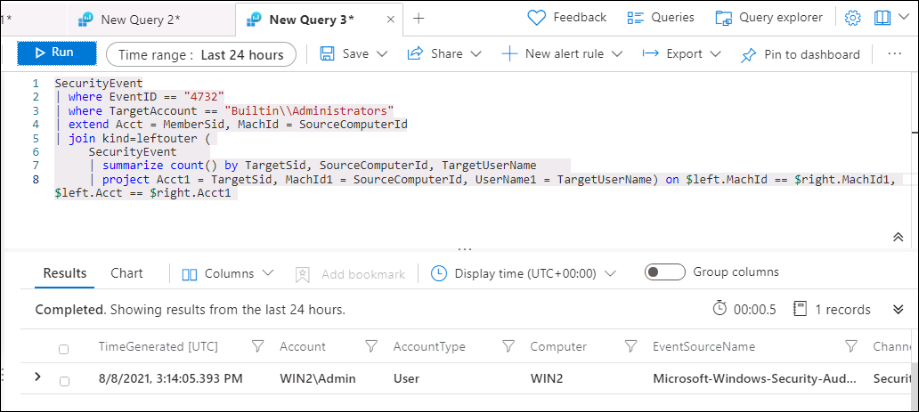 1*
New Query 2*
New Query 3*
Feedback
Queries
Query explorer
Run
Time range : Last 24 hours
Save
Share
New alert rule
Export
Pin to dashboard
1 SecurityEvent
2 | where EventID == "4732"
3 | where TargetAccount == "Builtin\\Administrators"
4 | extend Acct = MemberSid, MachId = SourceComputerId
5 | join kind=leftouter (
6 SecurityEvent
7 | summarize count() by TargetSid, SourceComputerId, TargetUserName
8 | project Acct1 = TargetSid, MachId1 = SourceComputerId, UserName1 = TargetUserName) on $left.MachId == $right.MachId1,
$left.Acct == $right.Acct1
Results
Chart
Columns
Add bookmark
Display time (UTC+00:00)
Group columns
Completed. Showing results from the last 24 hours.
00:00.5
1 records
TimeGenerated [UTC] Account AccountType Computer EventSourceName Channe
8/8/2021, 3:14:05.393 PM WIN2\Admin User WIN2 Microsoft-Windows-Security-Aud... Securit